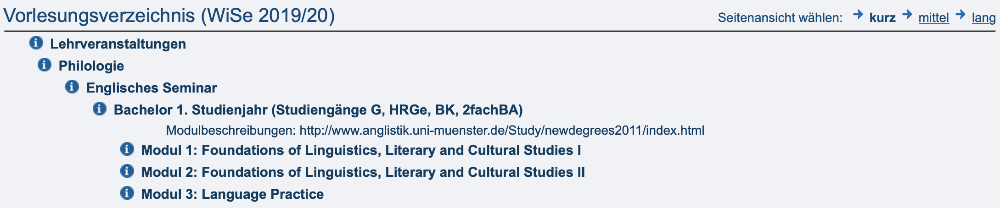 Vorlesungsverzeichnis (WiSe 2019/20)
Seitenansicht wählen: kurz mittel lang
Lehrveranstaltungen
Philologie
Englisches Seminar
Bachelor 1. Studienjahr (Studiengänge G, HRGe, BK, 2fachBA)
Modulbeschreibungen: http://www.anglistik.uni-muenster.de/Study/newdegrees2011/index.html
Modul 1: Foundations of Linguistics, Literary and Cultural Studies I
Modul 2: Foundations of Linguistics, Literary and Cultural Studies II
Modul 3: Language Practice